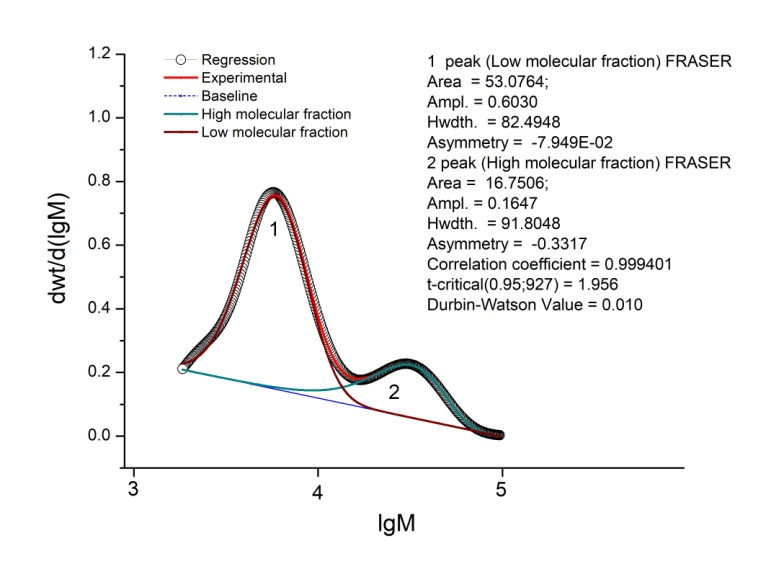 1.2
1.0
0.8
0.6
0.4
0.2
0.0
dwt/d(lgM)
Regression
Experimental
Baseline
High molecular fraction
Low molecular fraction
1 peak (Low molecular fraction) FRASER
Area = 53.0764;
Ampl. = 0.6030
Hwdth. = 82.4948
Asymmetry = -7.949E-02
2 peak (High molecular fraction) FRASER
Area = 16.7506;
Ampl. = 0.1647
Hwdth. = 91.8048
Asymmetry = -0.3317
Correlation coefficient = 0.999401
t-critical(0.95;927) = 1.956
Durbin-Watson Value = 0.010
1
2
3
4
5
lgM